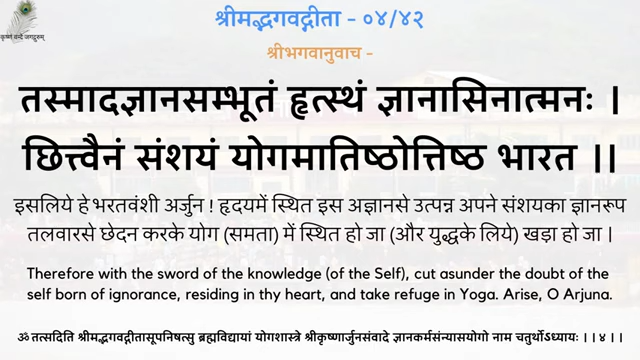 श्रीमद्भगवद्गीता - ०४/४२
कृष्णं वन्दे जगद्गुरुम्
श्रीभगवानुवाच -
तस्मादज्ञानसम्भूतं हृत्स्थं ज्ञानासिनात्मनः ।
छित्त्वैनं संशयं योगमातिष्ठोत्तिष्ठ भारत ।।
इसलिये हे भरतवंशी अर्जुन ! हृदयमें स्थित इस अज्ञानसे उत्पन्न अपने संशयका ज्ञानरूप
तलवारसे छेदन करके योग (समता) में स्थित हो जा (और युद्धके लिये) खड़ा हो जा ।
Therefore with the sword of the knowledge (of the Self), cut asunder the doubt of the
self born of ignorance, residing in thy heart, and take refuge in Yoga. Arise, O Arjuna.
ॐ तत्सदिति श्रीमद्भगवद्गीतासूपनिषत्सु ब्रह्मविद्यायां योगशास्त्रे श्रीकृष्णार्जुनसंवादे ज्ञानकर्मसंन्यासयोगो नाम चतुर्थोऽध्यायः ।।४।।